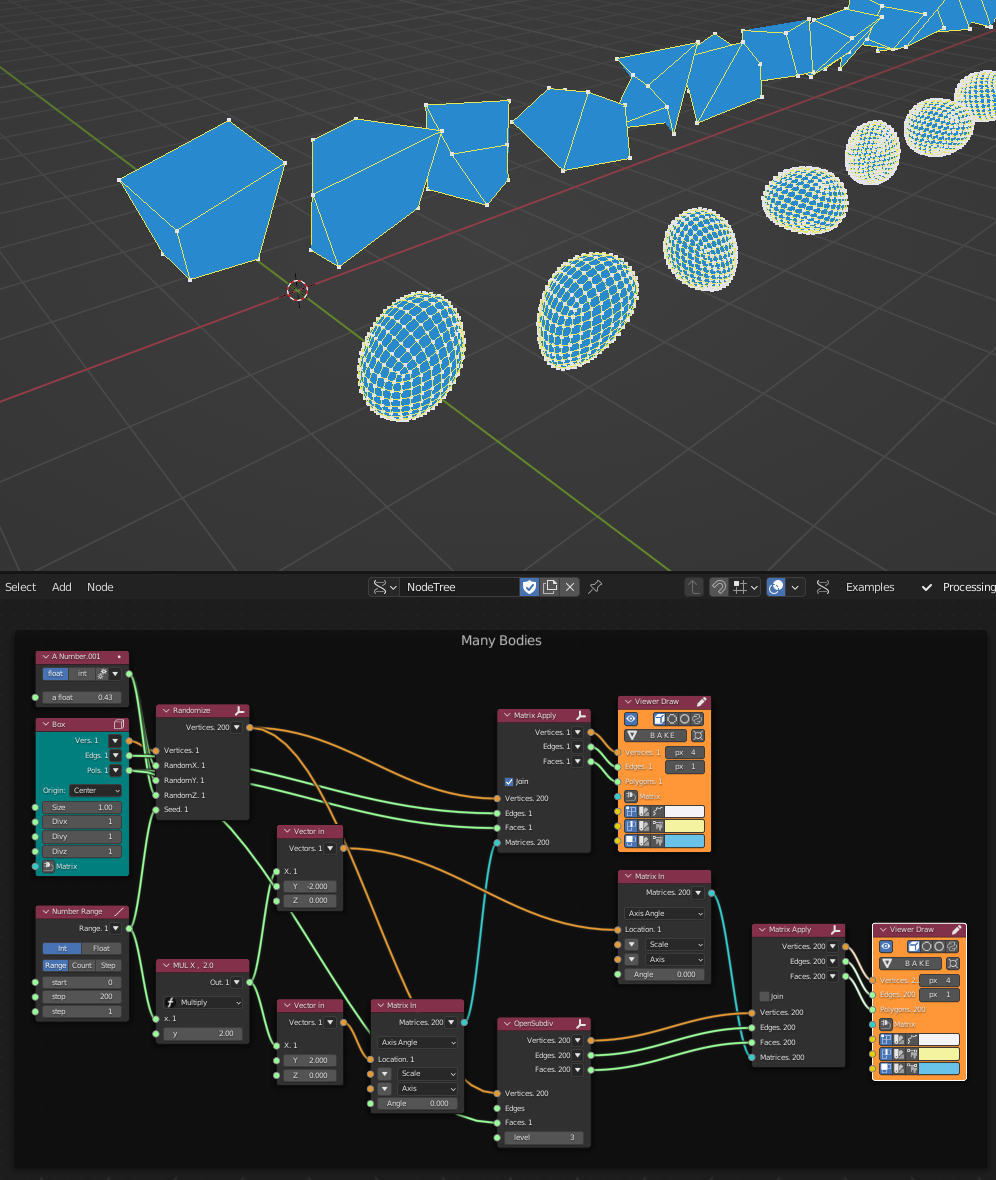 Select Add Node NodeTree Examples Processing
Many Bodies
A Number.001
float int
a float 0.43
Box
Vers. 1
Edgs. 1
Pols. 1
Origin: Center
Size 1.00
Divx 1
Divy 1
Divz 1
Matrix
Number Range
Range. 1
Int Float
Range Count Step
start 0
stop 200
step 1
Randomize
Vertices. 200
Vertices. 1
RandomX. 1
RandomY. 1
RandomZ. 1
Seed. 1
MUL X , 2.0
Out. 1
Multiply
x. 1
y 2.00
Vector in
Vectors. 1
X. 1
Y -2.000
Z 0.000
Vector in
Vectors. 1
X. 1
Y 2.000
Z 0.000
Matrix In
Matrices. 200
Axis Angle
Location. 1
Scale
Axis
Angle 0.000
Matrix Apply
Vertices. 1
Edges. 1
Faces. 1
Join
Vertices. 200
Edges. 1
Faces. 1
Matrices. 200
OpenSubdiv
Vertices. 200
Edges. 200
Faces. 200
Vertices. 200
Edges
Faces. 1
level 3
Viewer Draw
BAKE
Vertices. 1 px 4
Edges. 1 px 1
Polygons. 1
Matrix
Matrix In
Matrices. 200
Axis Angle
Location. 1
Scale
Axis
Angle 0.000
Matrix Apply
Vertices. 200
Edges. 200
Faces. 200
Join
Vertices. 200
Edges. 200
Faces. 200
Matrices. 200
Viewer Draw
BAKE
Vertices. 2... px 4
Edges. 200 px 1
Polygons. 200
Matrix